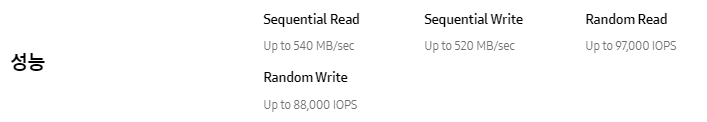 성능
Sequential Read
Up to 540 MB/sec
Sequential Write
Up to 520 MB/sec
Random Read
Up to 97,000 IOPS
Random Write
Up to 88,000 IOPS